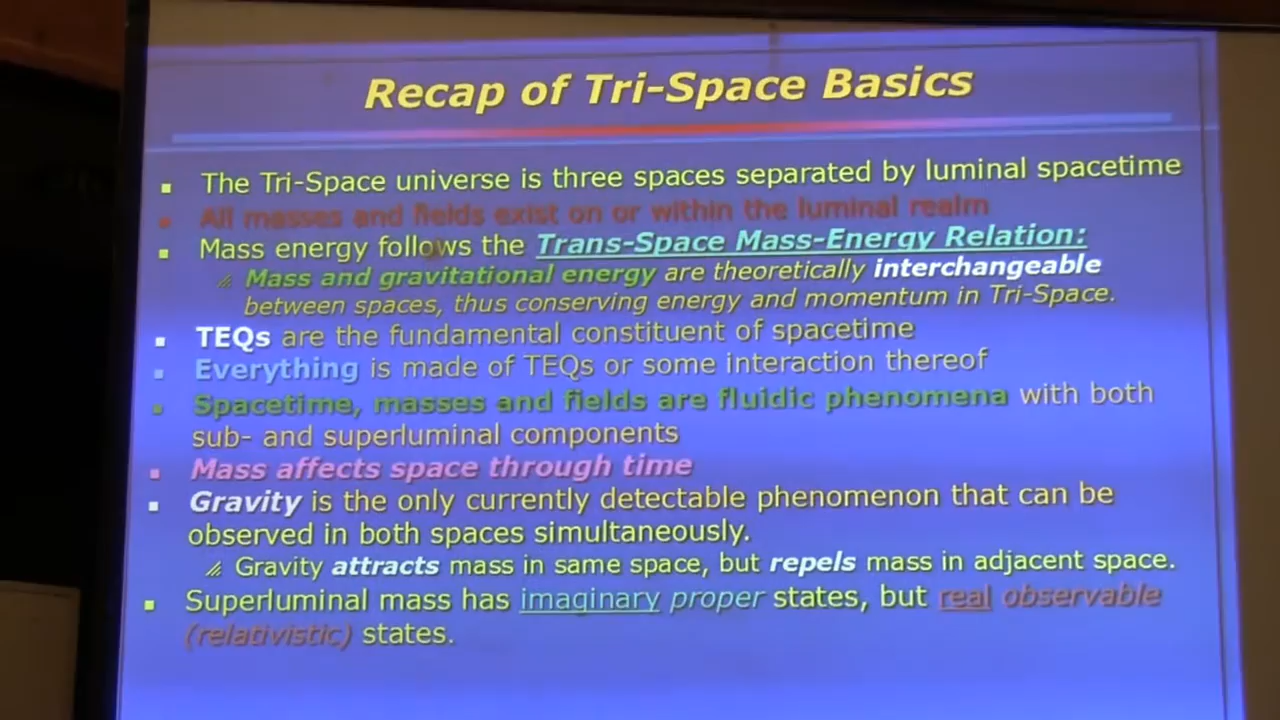 Recap of Tri-Space Basics
The Tri-Space universe is three spaces separated by luminal spacetime
All masses and fields exist on or within the luminal realm
Mass energy follows the Trans-Space Mass-Energy Relation:
Mass and gravitational energy are theoretically interchangeable
between spaces, thus conserving energy and momentum in Tri-Space.
TEQs are the fundamental constituent of spacetime
Everything is made of TEQs or some interaction thereof
Spacetime, masses and fields are fluidic phenomena with both
sub- and superluminal components
Mass affects space through time
Gravity is the only currently detectable phenomenon that can be
observed in both spaces simultaneously.
Gravity attracts mass in same space, but repels mass in adjacent space.
Superluminal mass has imaginary proper states, but real observable
(relativistic) states.